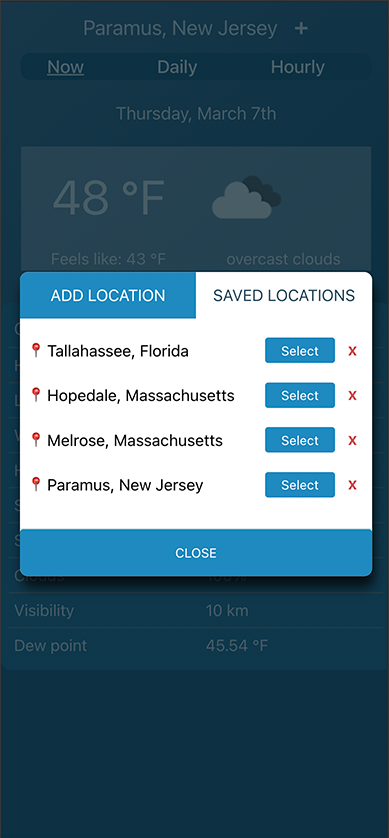 Paramus, New Jersey +
Now Daily Hourly
Thursday, March 7th
48 °F
Feels like: 43 °F overcast clouds
ADD LOCATION SAVED LOCATIONS
Tallahassee, Florida Select X
Hopedale, Massachusetts Select X
Melrose, Massachusetts Select X
Paramus, New Jersey Select X
CLOSE
Visibility 10 km
Dew point 45.54 °F